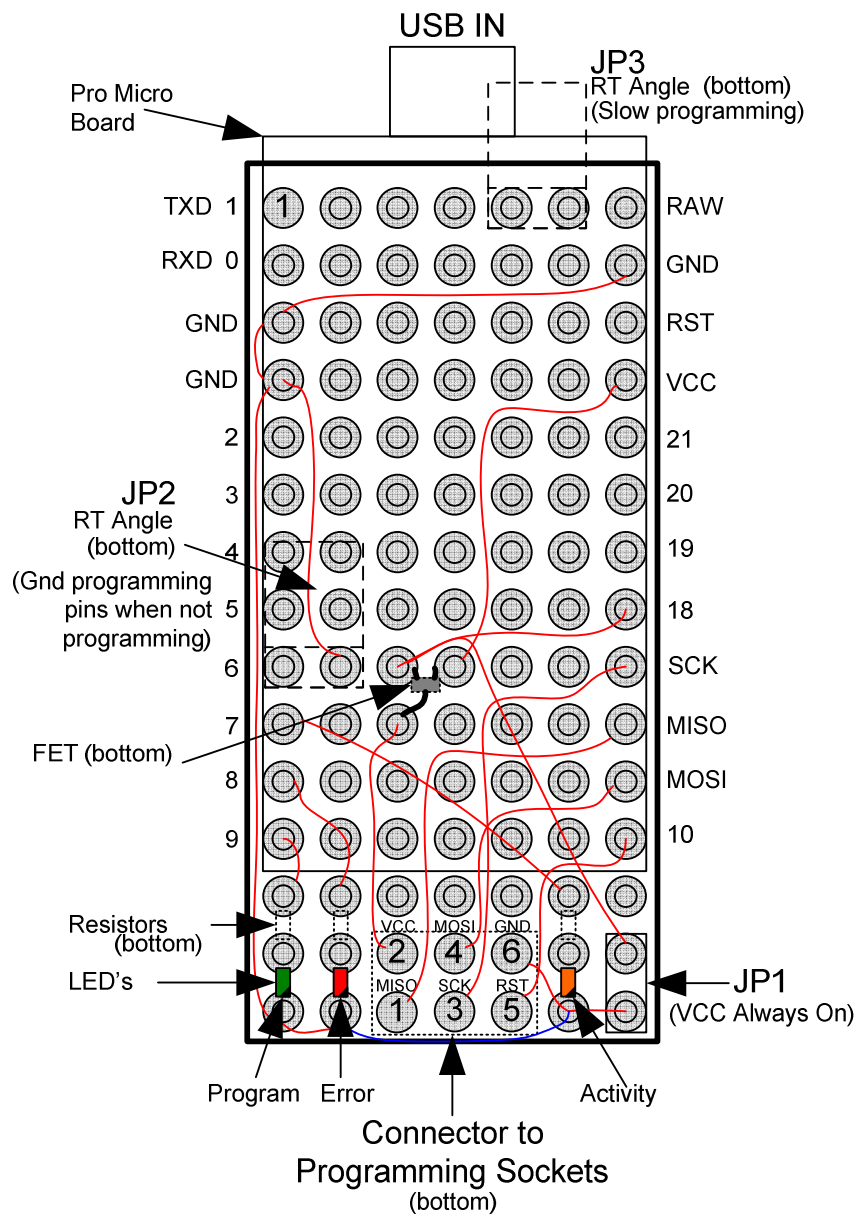 USB IN
JP3
RT Angle (bottom)
(Slow programming)
Pro Micro
Board
TXD 1
1
RAW
RXD 0
GND
GND
RST
GND
VCC
2
21
3
20
JP2
RT Angle
(bottom)
4
19
(Gnd programming
pins when not
programming)
5
18
6
SCK
7
MISO
FET (bottom)
8
MOSI
9
10
Resistors
(bottom)
VCC MOSI GND
2 4 6
LED's
MISO SCK RST
1 3 5
JP1
(VCC Always On)
Program
Error
Activity
Connector to
Programming Sockets
(bottom)